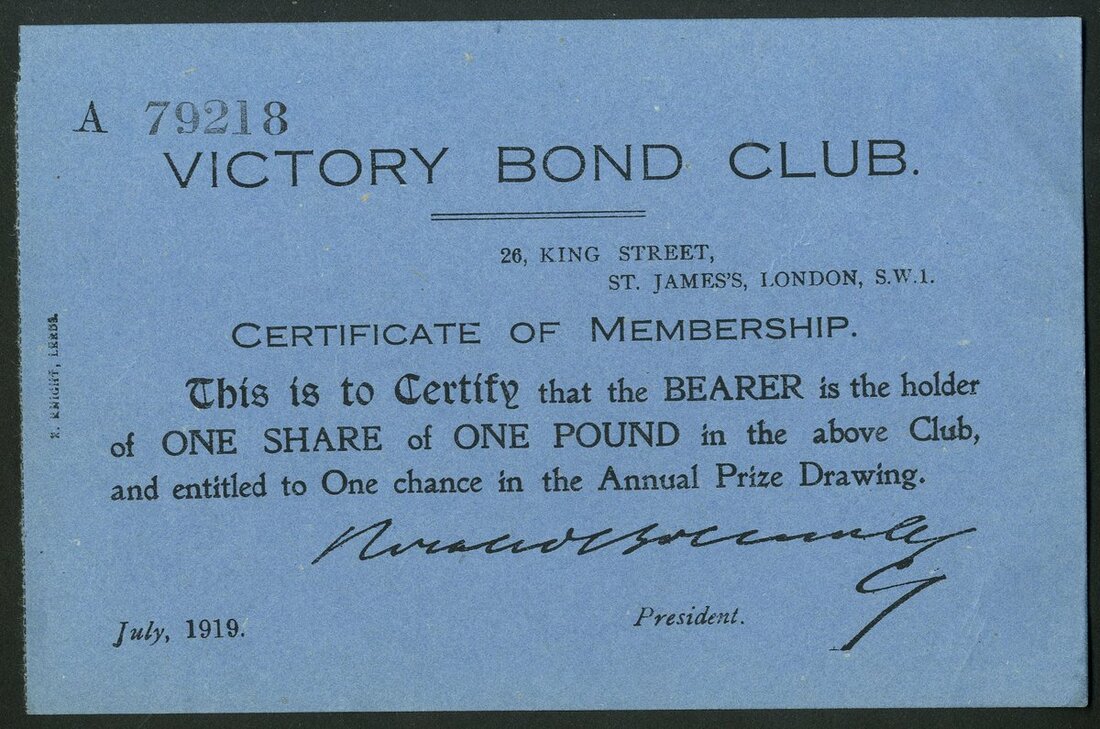 A 79218
VICTORY BOND CLUB.
26, KING STREET,
ST. JAMES'S, LONDON, S.W.1.
CERTIFICATE OF MEMBERSHIP.
This is to Certify that the BEARER is the holder
of ONE SHARE of ONE POUND in the above Club,
and entitled to One chance in the Annual Prize Drawing.
President.
July, 1919.
KNIGHT, LEEDS.